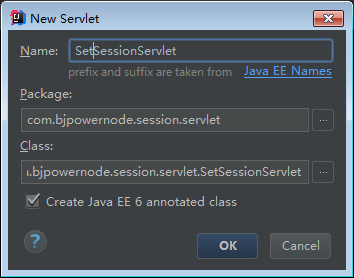 New Servlet
Name: SetSessionServlet
prefix and suffix are taken from Java EE Names
Package:
com.bjpowernode.session.servlet ...
Class:
.bjpowernode.session.servlet.SetSessionServlet ...
Create Java EE 6 annotated class
? OK Cancel